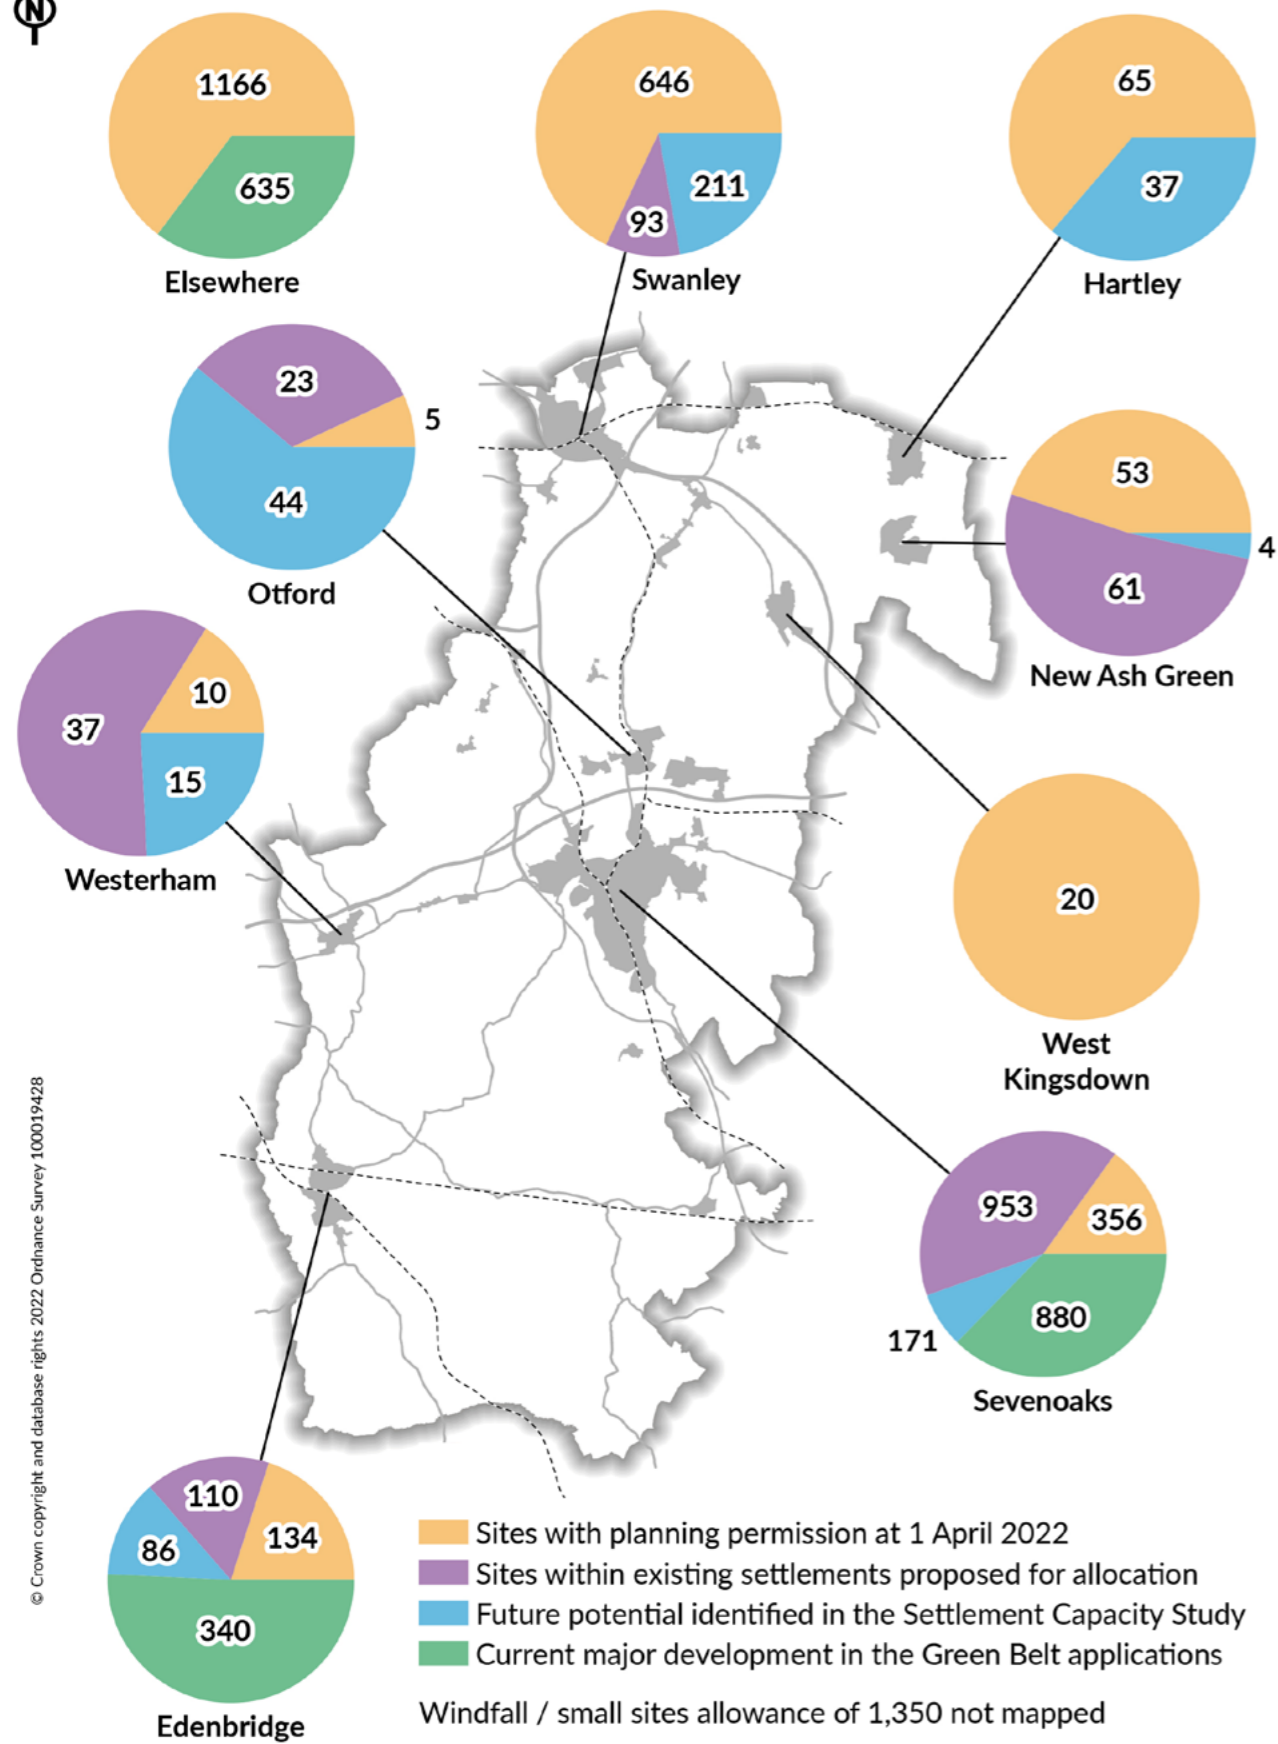 N
1166
635
Elsewhere
646
211
93
Swanley
65
37
Hartley
23
5
44
Otford
53
4
61
New Ash Green
10
37
15
Westerham
20
West
Kingsdown
953
356
171
880
Sevenoaks
110
134
86
340
Edenbridge
Sites with planning permission at 1 April 2022
Sites within existing settlements proposed for allocation
Future potential identified in the Settlement Capacity Study
Current major development in the Green Belt applications
Windfall / small sites allowance of 1,350 not mapped
© Crown copyright and database rights 2022 Ordnance Survey 100019428